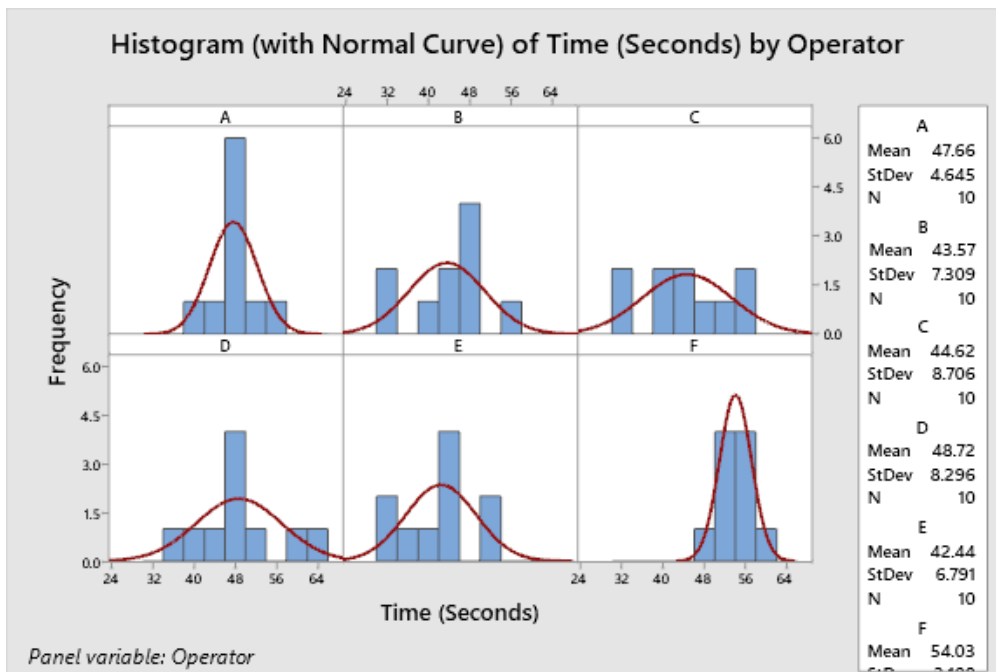 Histogram (with Normal Curve) of Time (Seconds) by Operator
24 32 40 48 56 64
A B C
6.0
4.5
3.0
1.5
0.0
D E F
6.0
4.5
3.0
1.5
0.0
24 32 40 48 56 64 24 32 40 48 56 64
Frequency
Time (Seconds)
Panel variable: Operator
A
Mean 47.66
StDev 4.645
N 10
B
Mean 43.57
StDev 7.309
N 10
C
Mean 44.62
StDev 8.706
N 10
D
Mean 48.72
StDev 8.296
N 10
E
Mean 42.44
StDev 6.791
N 10
F
Mean 54.03